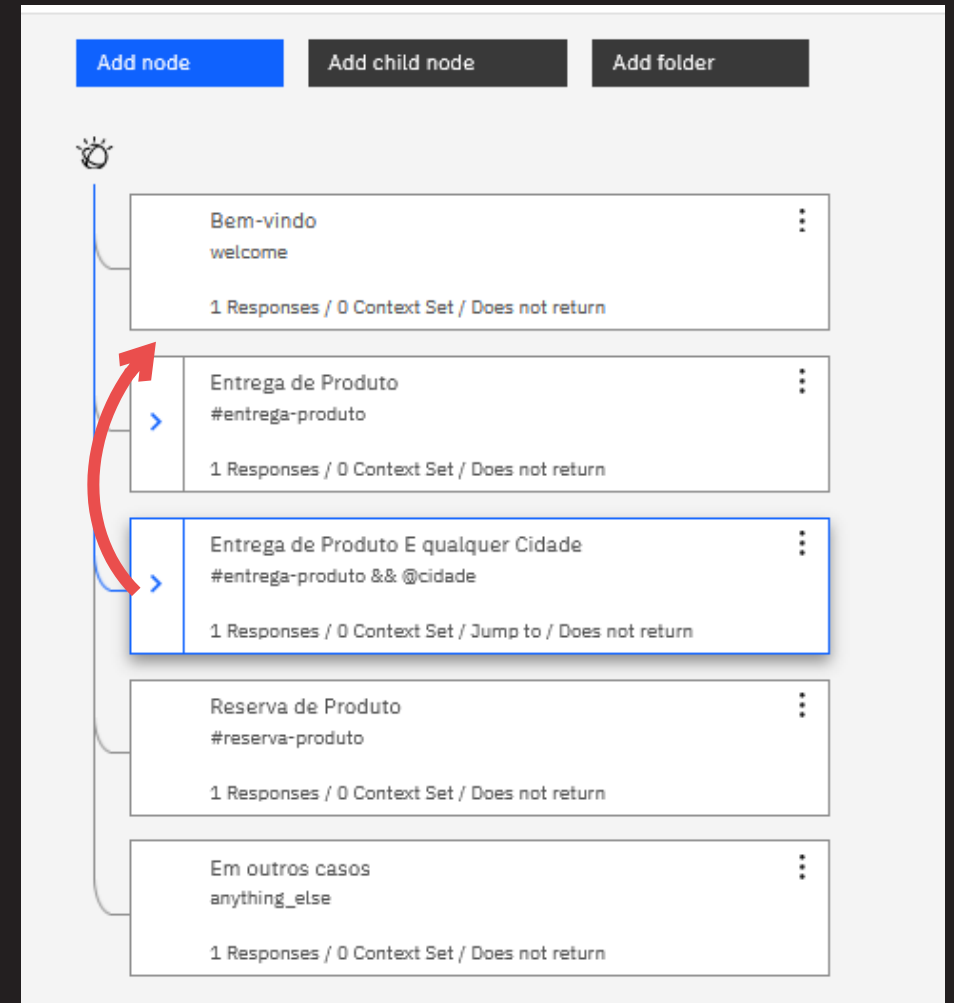 Add node
Add child node
Add folder
Bem-vindo
welcome
1 Responses / 0 Context Set / Does not return
Entrega de Produto
#entrega-produto
1 Responses / 0 Context Set / Does not return
Entrega de Produto E qualquer Cidade
#entrega-produto && @cidade
1 Responses / 0 Context Set / Jump to / Does not return
Reserva de Produto
#reserva-produto
1 Responses / 0 Context Set / Does not return
Em outros casos
anything_else
1 Responses / 0 Context Set / Does not return